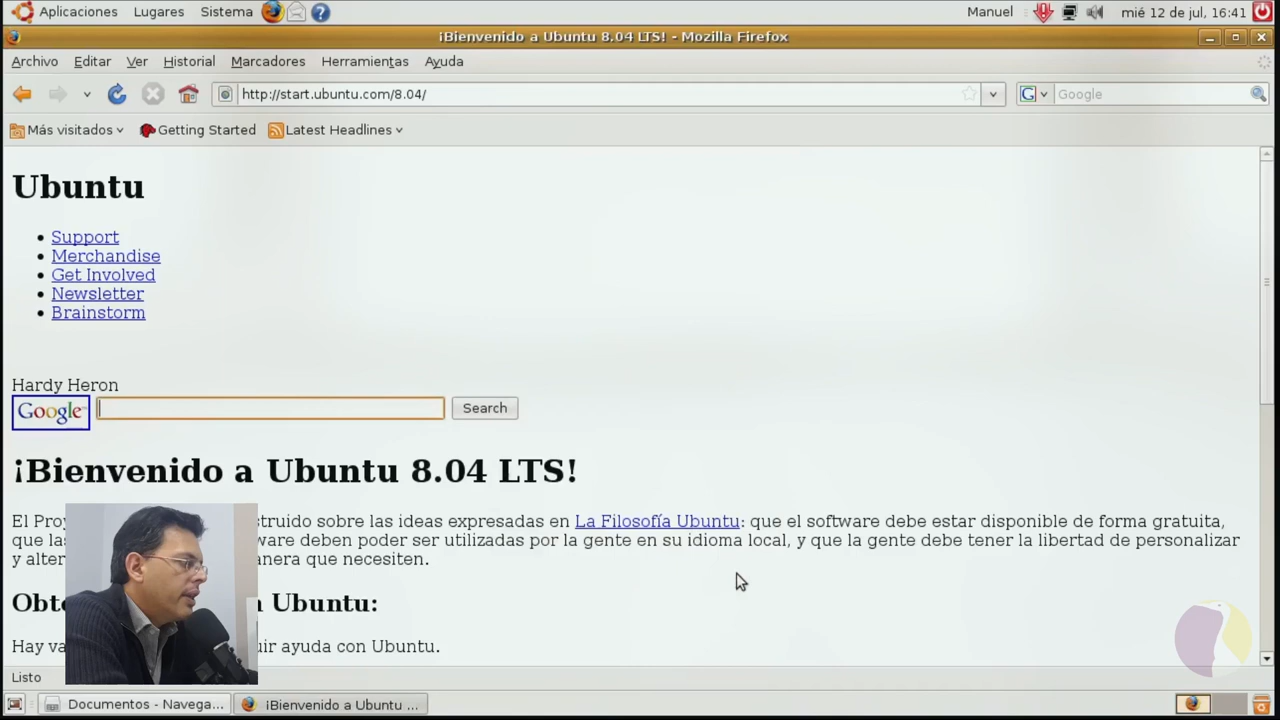 Aplicaciones Lugares Sistema Manuel mié 12 de jul, 16:41
¡Bienvenido a Ubuntu 8.04 LTS! - Mozilla Firefox
Archivo Editar Ver Historial Marcadores Herramientas Ayuda
http://start.ubuntu.com/8.04/ G Google
Más visitados Getting Started Latest Headlines
Ubuntu
Support
Merchandise
Get Involved
Newsletter
Brainstorm
Hardy Heron
Google Search
¡Bienvenido a Ubuntu 8.04 LTS!
El Proy struido sobre las ideas expresadas en La Filosofía Ubuntu: que el software debe estar disponible de forma gratuita,
que las ware deben poder ser utilizadas por la gente en su idioma local, y que la gente debe tener la libertad de personalizar
y alter anera que necesiten.
Obte n Ubuntu:
Hay va uir ayuda con Ubuntu.
Listo
Documentos - Navega... ¡Bienvenido a Ubuntu ...